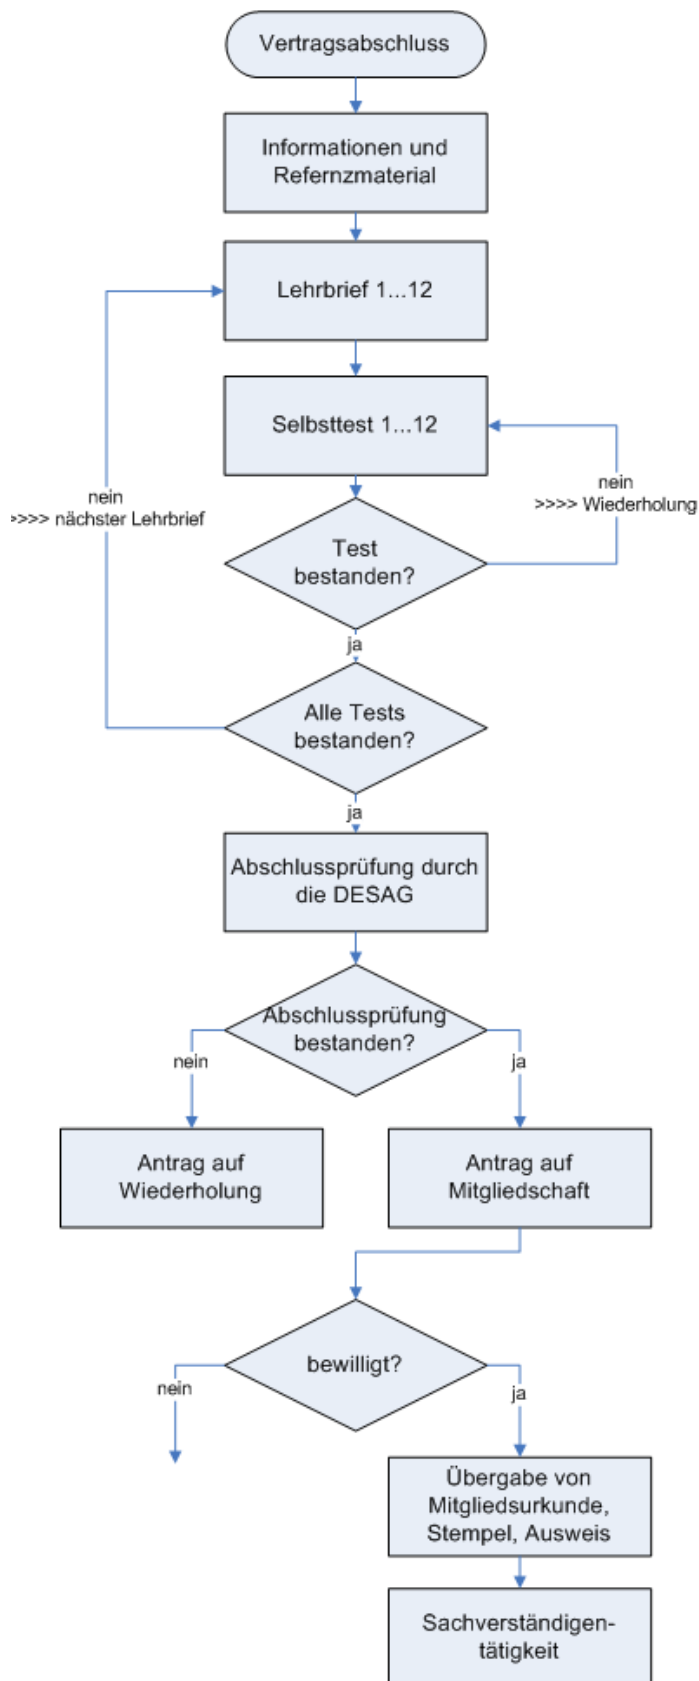 Vertragsabschluss
Informationen und
Refernzmaterial
Lehrbrief 1...12
Selbsttest 1...12
nein
>>>> nächster Lehrbrief
nein
>>>> Wiederholung
Test
bestanden?
ja
Alle Tests
bestanden?
ja
Abschlussprüfung durch
die DESAG
Abschlussprüfung
bestanden?
nein
ja
Antrag auf
Wiederholung
Antrag auf
Mitgliedschaft
bewilligt?
nein
ja
Übergabe von
Mitgliedsurkunde,
Stempel, Ausweis
Sachverständigen-
tätigkeit